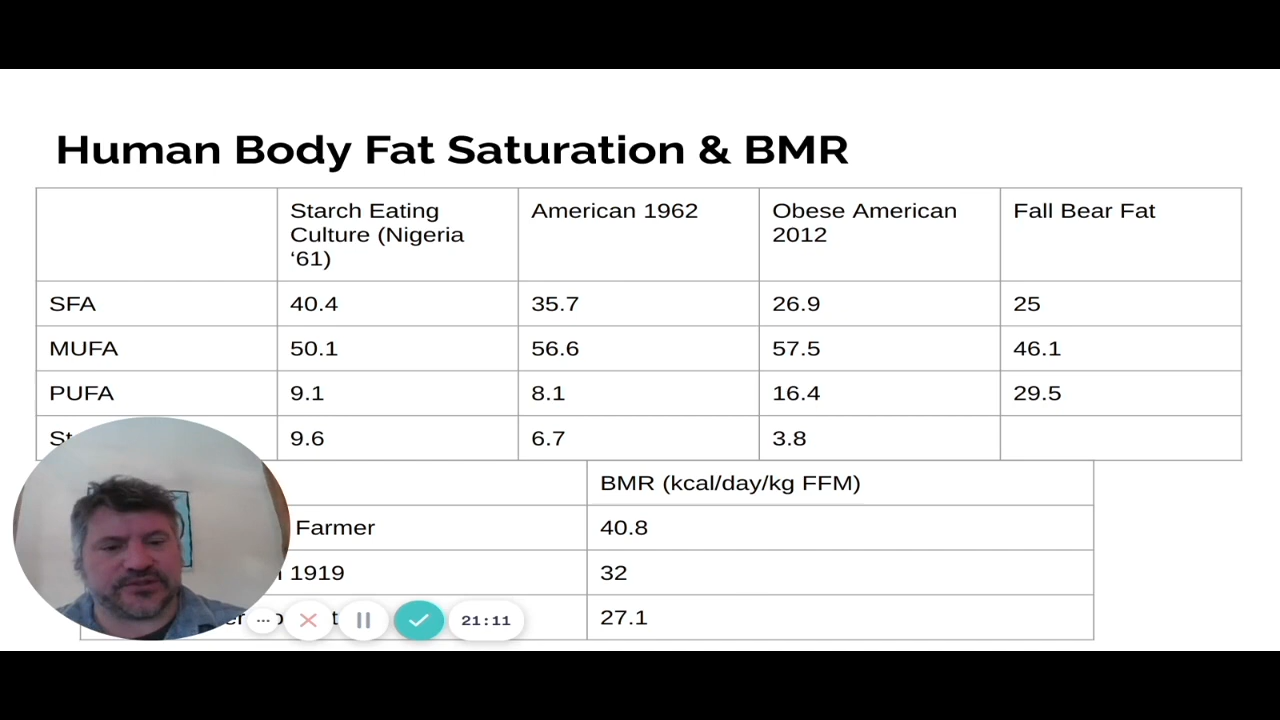 Human Body Fat Saturation & BMR
Starch Eating Culture (Nigeria ‘61) American 1962 Obese American 2012 Fall Bear Fat
SFA 40.4 35.7 26.9 25
MUFA 50.1 56.6 57.5 46.1
PUFA 9.1 8.1 16.4 29.5
9.6 6.7 3.8
BMR (kcal/day/kg FFM)
Farmer 40.8
1919 32
27.1
21:11